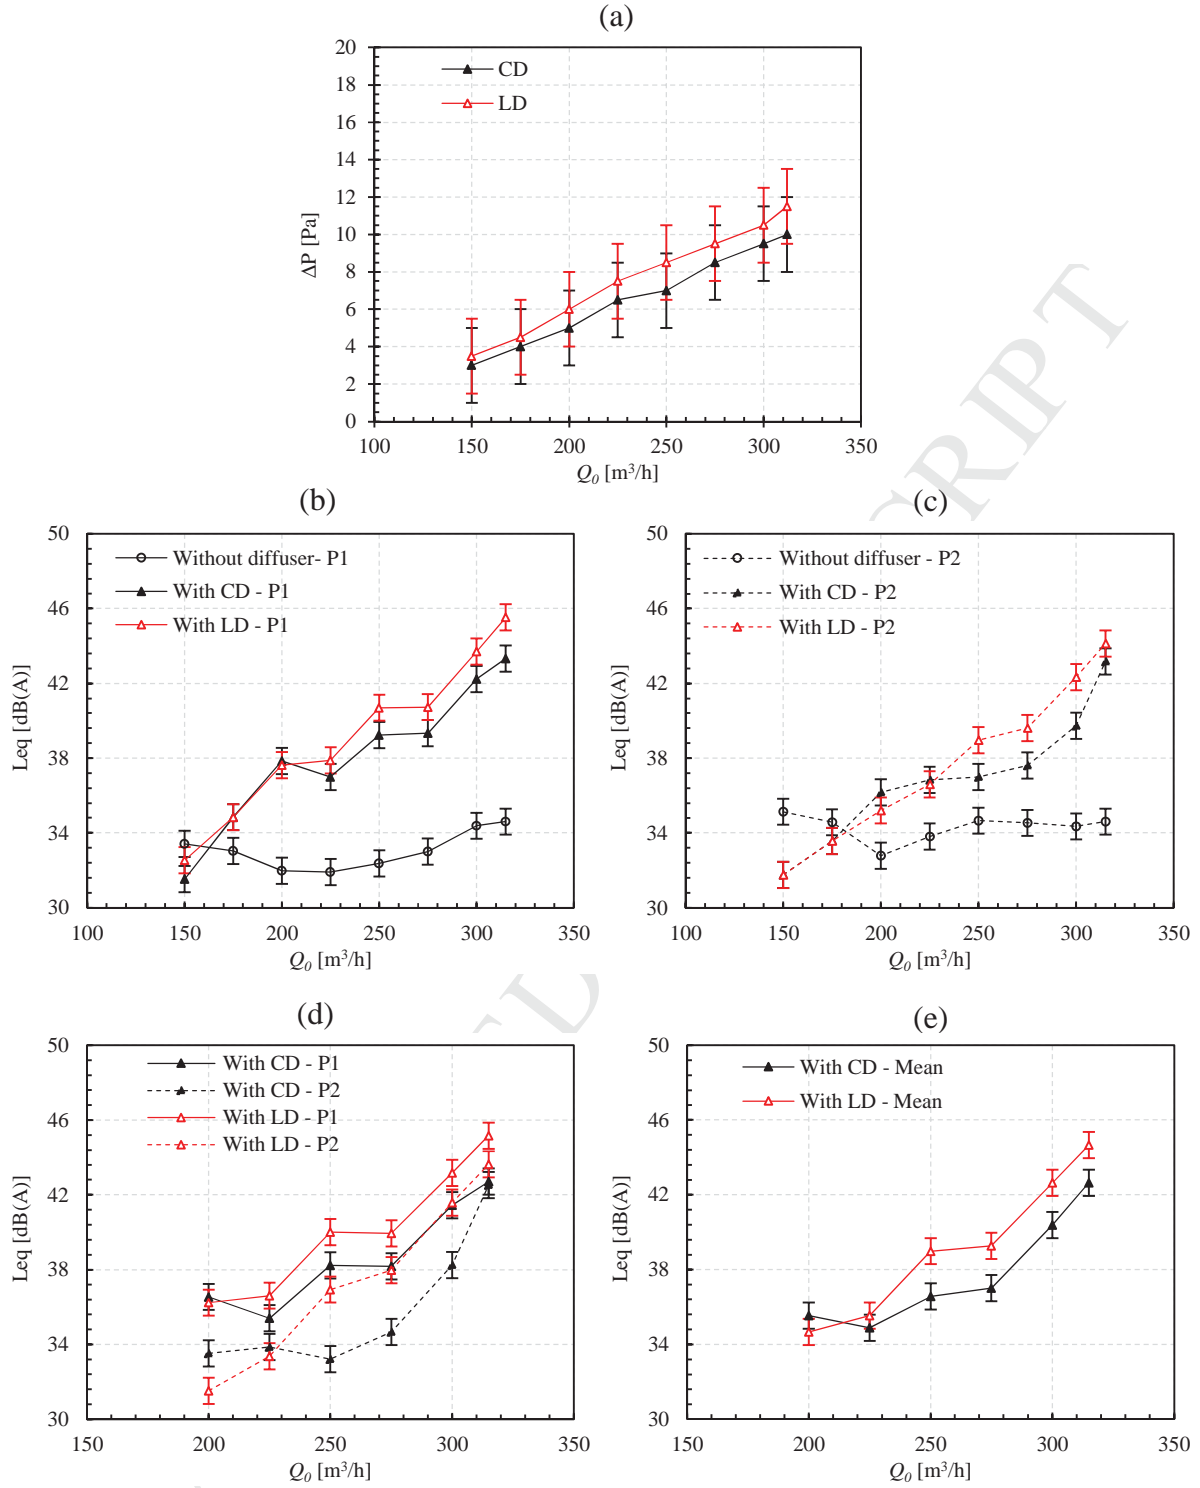 (a)
20
18
16
14
12
10
8
6
4
2
0
ΔP [Pa]
CD
LD
100 150 200 250 300 350
Q0 [m³/h]
(b)
50
46
42
38
34
30
Leq [dB(A)]
Without diffuser- P1
With CD - P1
With LD - P1
100 150 200 250 300 350
Q0 [m³/h]
(c)
50
46
42
38
34
30
Leq [dB(A)]
Without diffuser - P2
With CD - P2
With LD - P2
100 150 200 250 300 350
Q0 [m³/h]
(d)
50
46
42
38
34
30
Leq [dB(A)]
With CD - P1
With CD - P2
With LD - P1
With LD - P2
150 200 250 300 350
Q0 [m³/h]
(e)
50
46
42
38
34
30
Leq [dB(A)]
With CD - Mean
With LD - Mean
150 200 250 300 350
Q0 [m³/h]